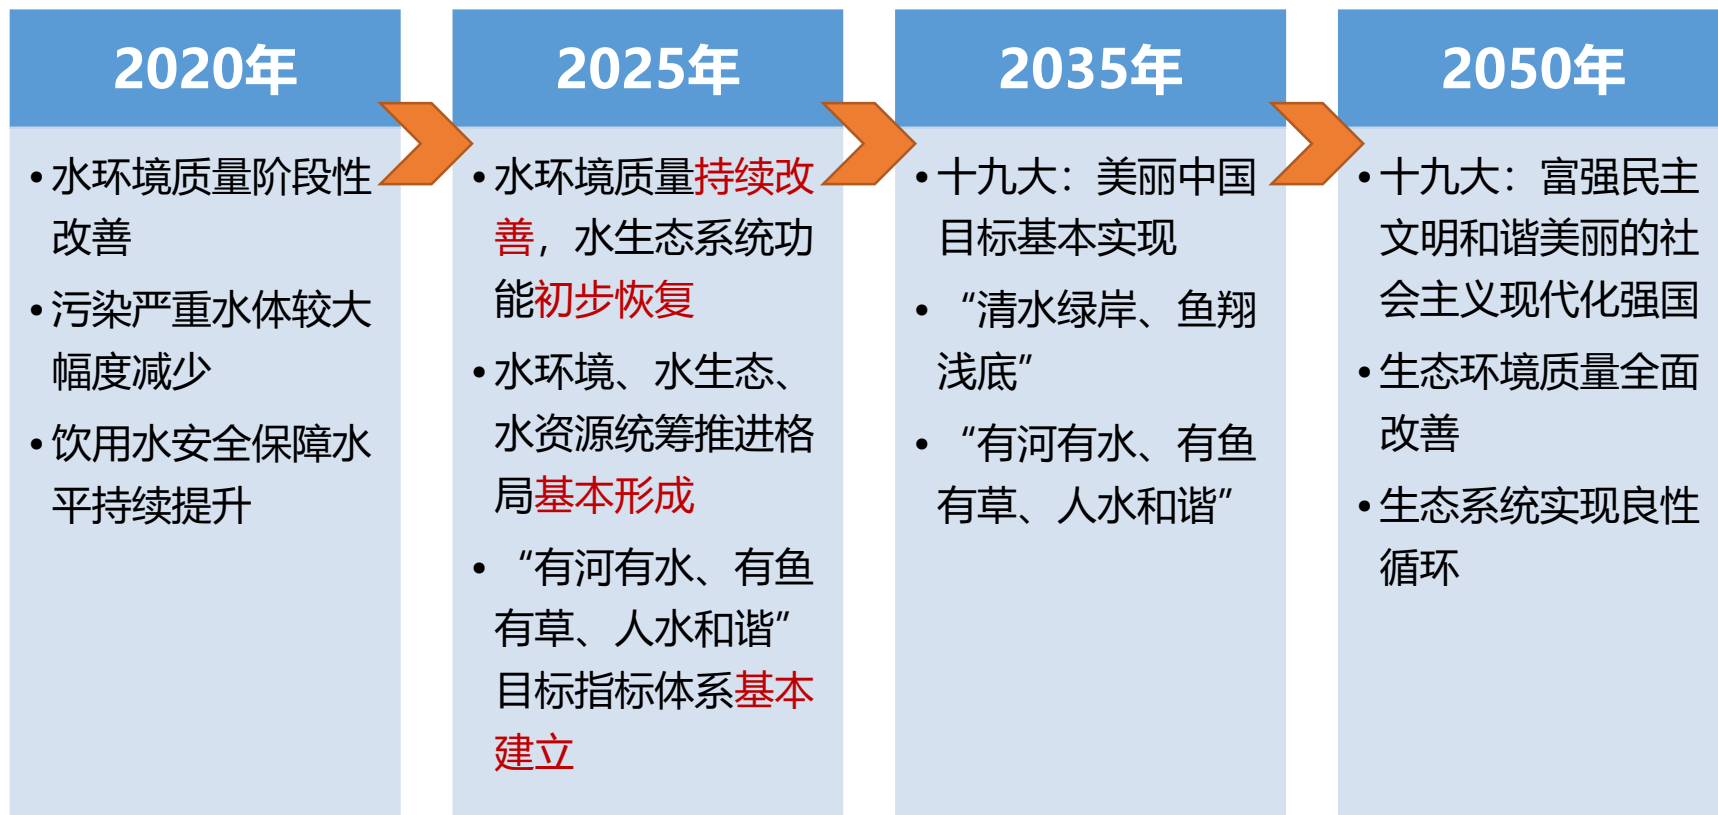 2020年
• 水环境质量阶段性
改善
• 污染严重水体较大
幅度减少
• 饮用水安全保障水
平持续提升
2025年
• 水环境质量持续改
善，水生态系统功
能初步恢复
• 水环境、水生态、
水资源统筹推进格
局基本形成
• “有河有水、有鱼
有草、人水和谐”
目标指标体系基本
建立
2035年
• 十九大：美丽中国
目标基本实现
• “清水绿岸、鱼翔
浅底”
• “有河有水、有鱼
有草、人水和谐”
2050年
• 十九大：富强民主
文明和谐美丽的社
会主义现代化强国
• 生态环境质量全面
改善
• 生态系统实现良性
循环